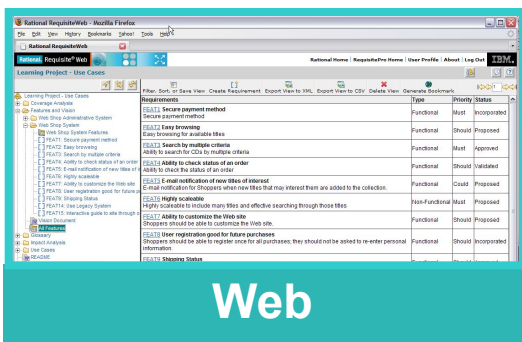 Rational RequisiteWeb - Mozilla Firefox
File Edit View History Bookmarks Yahoo! Tools Help
Rational RequisiteWeb
Rational. Requisite® Web
Rational Home | RequisitePro Home | User Profile | About | Log Out IBM.
Learning Project - Use Cases
Filter, Sort, or Save View Create Requirement Export View to XML Export View to CSV Delete View Generate Bookmark
1
Learning Project - Use Cases
Coverage Analysis
Features and Vision
Web Shop Administrative System
Web Shop System
Web Shop System Features
FEAT1: Secure payment method
FEAT2: Easy browsing
FEAT3: Search by multiple criteria
FEAT4: Ability to check status of an order
FEAT5: E-mail notification of new titles of i
FEAT6: Highly scaleable
FEAT7: Ability to customize the Web site
FEAT8: User registration good for future p
FEAT9: Shipping Status
FEAT14: Use Legacy System
FEAT15: Interactive guide to site through o
Vision Document
All Features
Glossary
Impact Analysis
Use Cases
README
Requirements Type Priority Status
FEAT1 Secure payment method
Secure payment method Functional Must Incorporated
FEAT2 Easy browsing
Easy browsing for available titles Functional Should Proposed
FEAT3 Search by multiple criteria
Ability to search for CDs by multiple criteria Functional Must Approved
FEAT4 Ability to check status of an order
Ability to check the status of an order Functional Should Validated
FEAT5 E-mail notification of new titles of interest
E-mail notification for Shoppers when new titles that may interest them are added to the collection. Functional Could Proposed
FEAT6 Highly scaleable
Highly scaleable to include many titles and effective searching through those titles Non-Functional Must Proposed
FEAT7 Ability to customize the Web site
Shoppers should be able to customize the Web site. Functional Should Proposed
FEAT8 User registration good for future purchases
Shoppers should be able to register once for all purchases; they should not be asked to re-enter personal information. Functional Should Incorporated
FEAT9 Shipping Status
Web